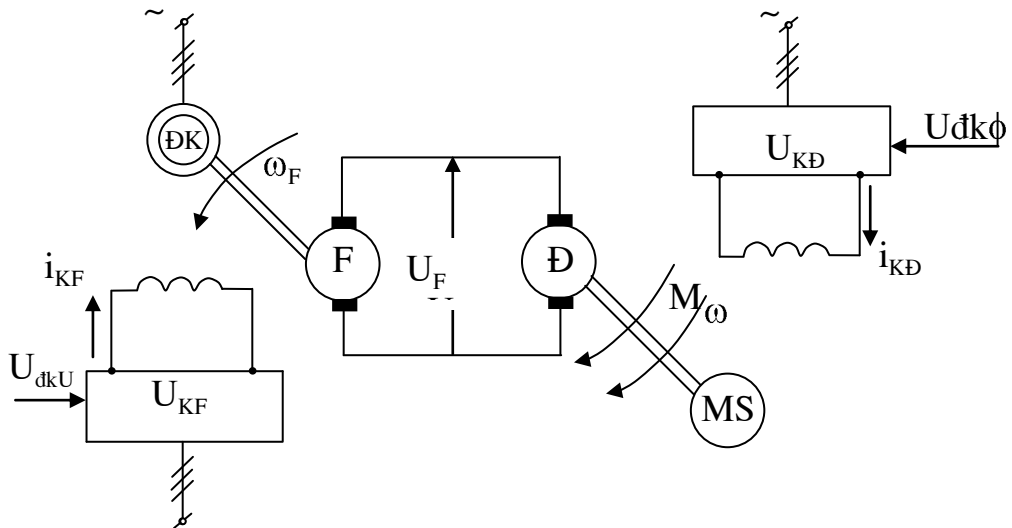 ~
~
ĐK
ω_F
U_KĐ
Uđkϕ
F
U_F
Đ
i_KF
i_KĐ
M
ω
U_đkU
U_KF
MS